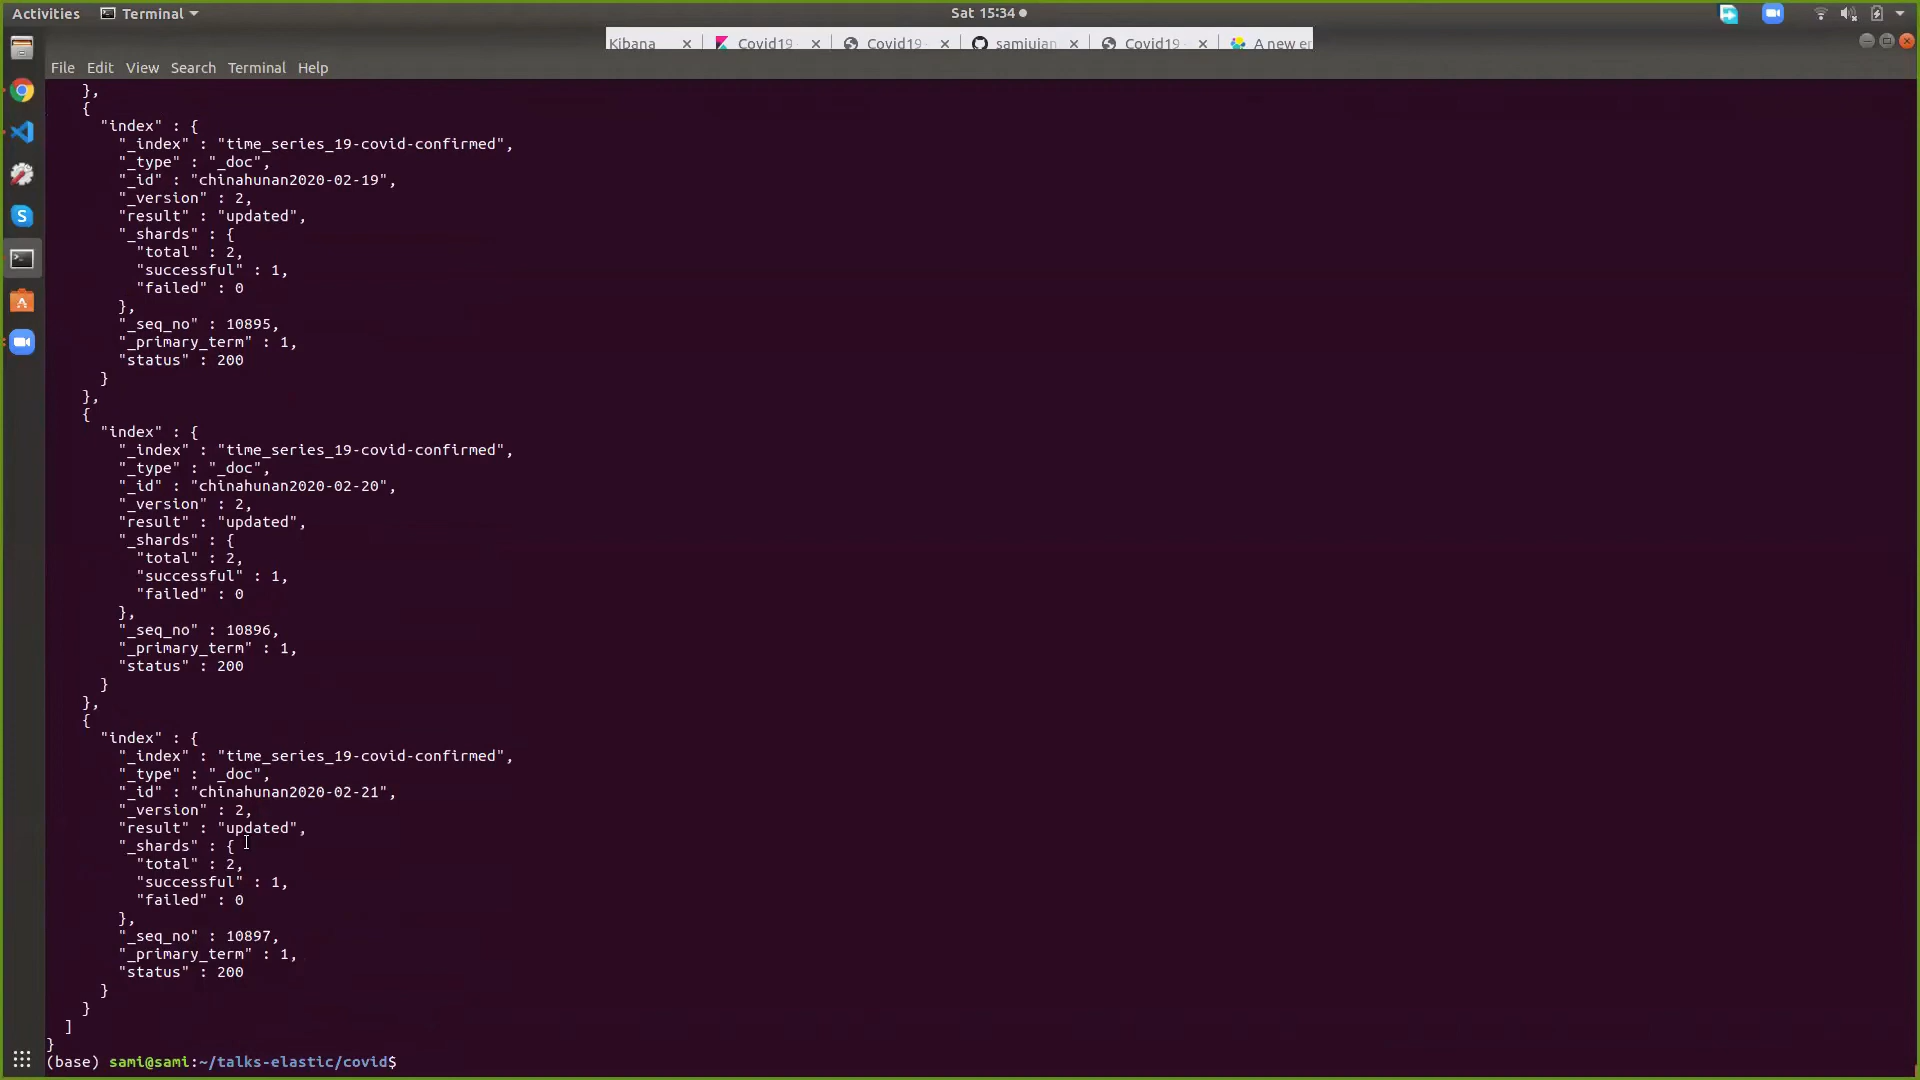 Activities Terminal Sat 15:34
Kibana Covid19 Covid19 samiujan Covid19 A new er
File Edit View Search Terminal Help
},
{
"index" : {
"_index" : "time_series_19-covid-confirmed",
"_type" : "_doc",
"_id" : "chinahunan2020-02-19",
"_version" : 2,
"result" : "updated",
"_shards" : {
"total" : 2,
"successful" : 1,
"failed" : 0
},
"_seq_no" : 10895,
"_primary_term" : 1,
"status" : 200
}
},
{
"index" : {
"_index" : "time_series_19-covid-confirmed",
"_type" : "_doc",
"_id" : "chinahunan2020-02-20",
"_version" : 2,
"result" : "updated",
"_shards" : {
"total" : 2,
"successful" : 1,
"failed" : 0
},
"_seq_no" : 10896,
"_primary_term" : 1,
"status" : 200
}
},
{
"index" : {
"_index" : "time_series_19-covid-confirmed",
"_type" : "_doc",
"_id" : "chinahunan2020-02-21",
"_version" : 2,
"result" : "updated",
"_shards" : {
"total" : 2,
"successful" : 1,
"failed" : 0
},
"_seq_no" : 10897,
"_primary_term" : 1,
"status" : 200
}
}
]
}
(base) sami@sami:~/talks-elastic/covid$